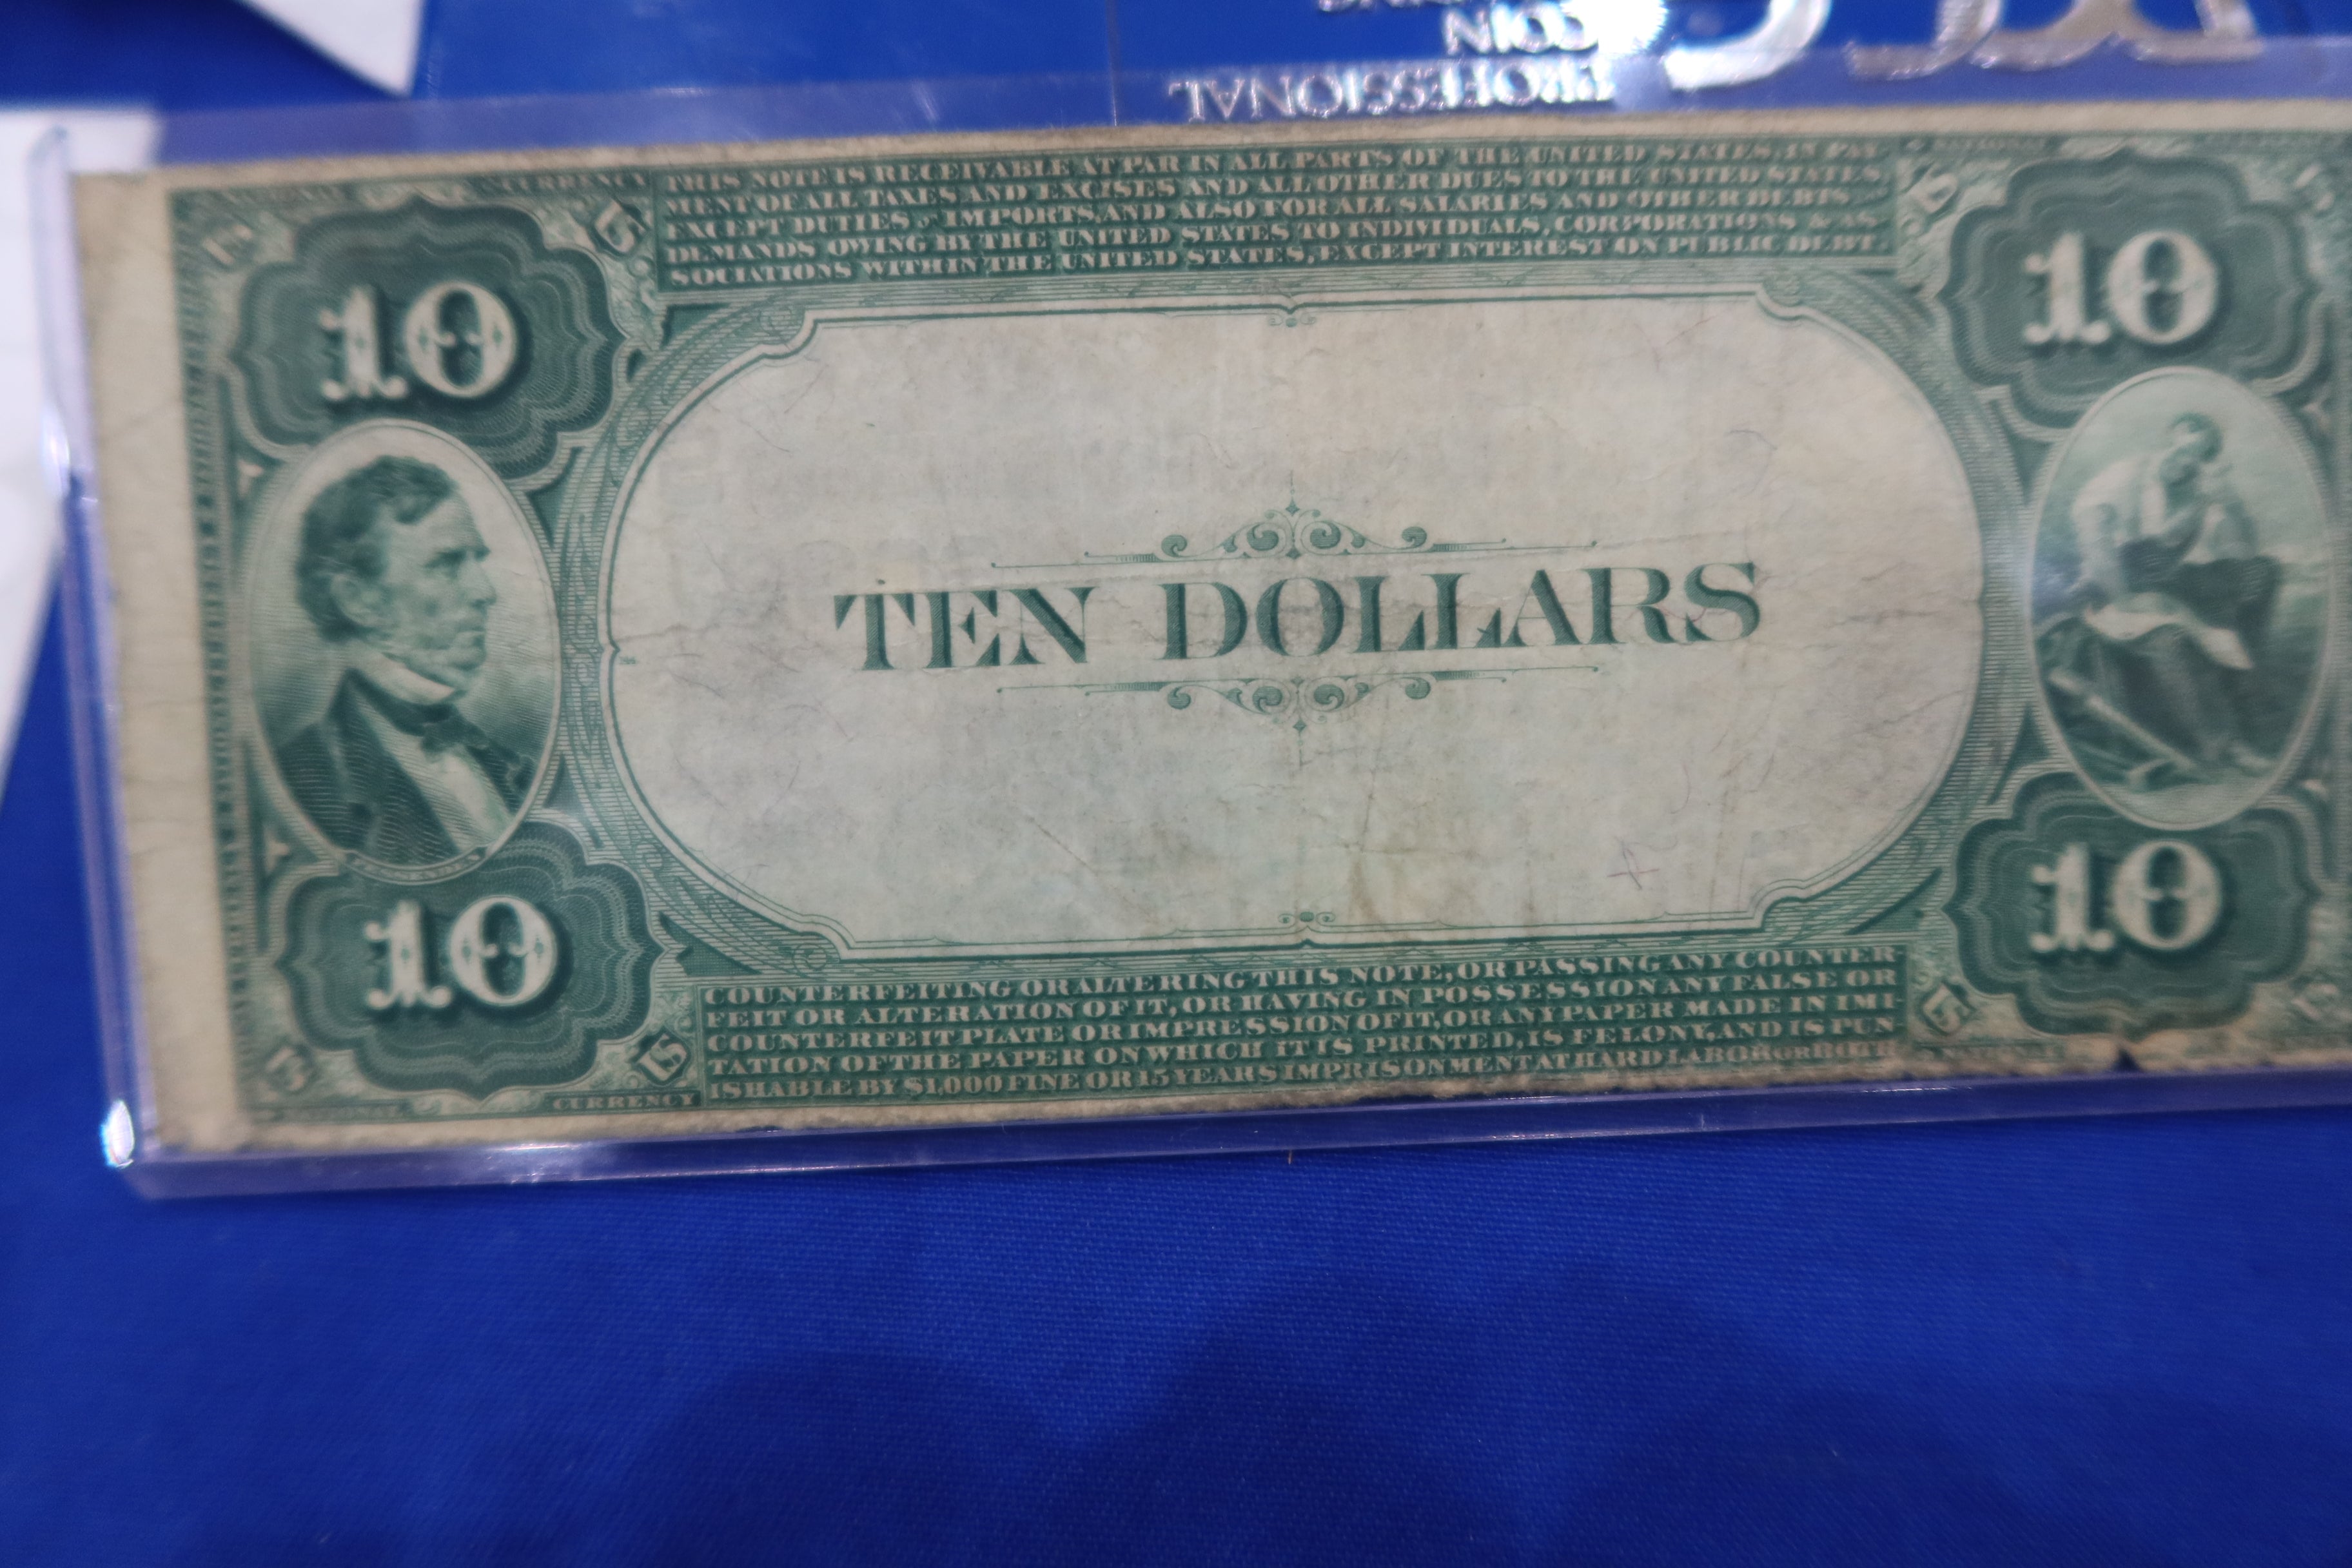 COIN
PROFESSIONAL
CURRENCY
THIS NOTE IS RECEIVABLE AT PAR IN ALL PARTS OF THE UNITED STATES, IN PAY
MENT OF ALL TAXES AND EXCISES AND ALL OTHER DUES TO THE UNITED STATES
EXCEPT DUTIES ON IMPORTS, AND ALSO FOR ALL SALARIES AND OTHER DEBTS
DEMANDS OWING BY THE UNITED STATES TO INDIVIDUALS, CORPORATIONS & AS
SOCIATIONS WITHIN THE UNITED STATES, EXCEPT INTEREST ON PUBLIC DEBT.
10
10
TEN DOLLARS
10
10
COUNTERFEITING OR ALTERING THIS NOTE, OR PASSING ANY COUNTER
FEIT OR ALTERATION OF IT, OR HAVING IN POSSESSION ANY FALSE OR
COUNTERFEIT PLATE OR IMPRESSION OF IT, OR ANY PAPER MADE IN IMI-
TATION OF THE PAPER ON WHICH IT IS PRINTED, IS FELONY, AND IS PUN
ISHABLE BY $1,000 FINE OR 15 YEARS IMPRISONMENT AT HARD LABOR OR BOTH
CURRENCY